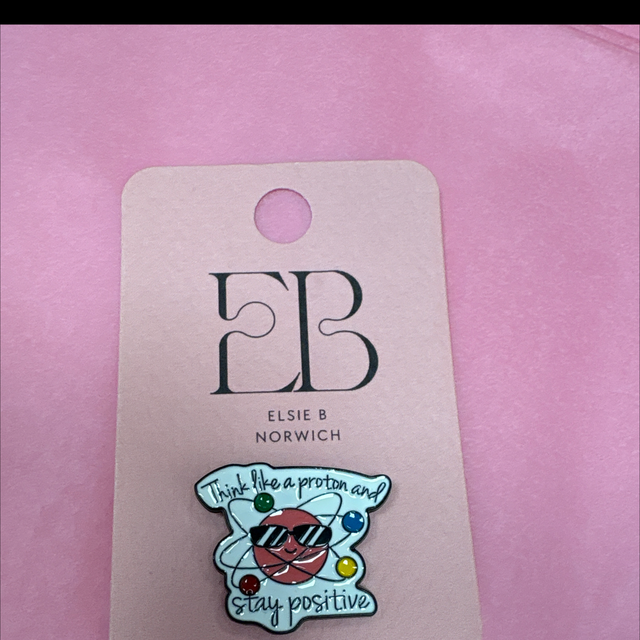 EB
ELSIE B
NORWICH
Think like a proton and
stay positive